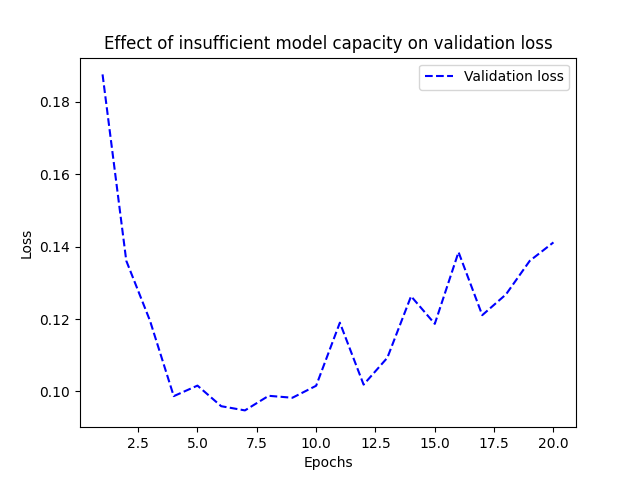 Effect of insufficient model capacity on validation loss
Validation loss
0.18
0.16
0.14
0.12
0.10
Loss
2.5 5.0 7.5 10.0 12.5 15.0 17.5 20.0
Epochs